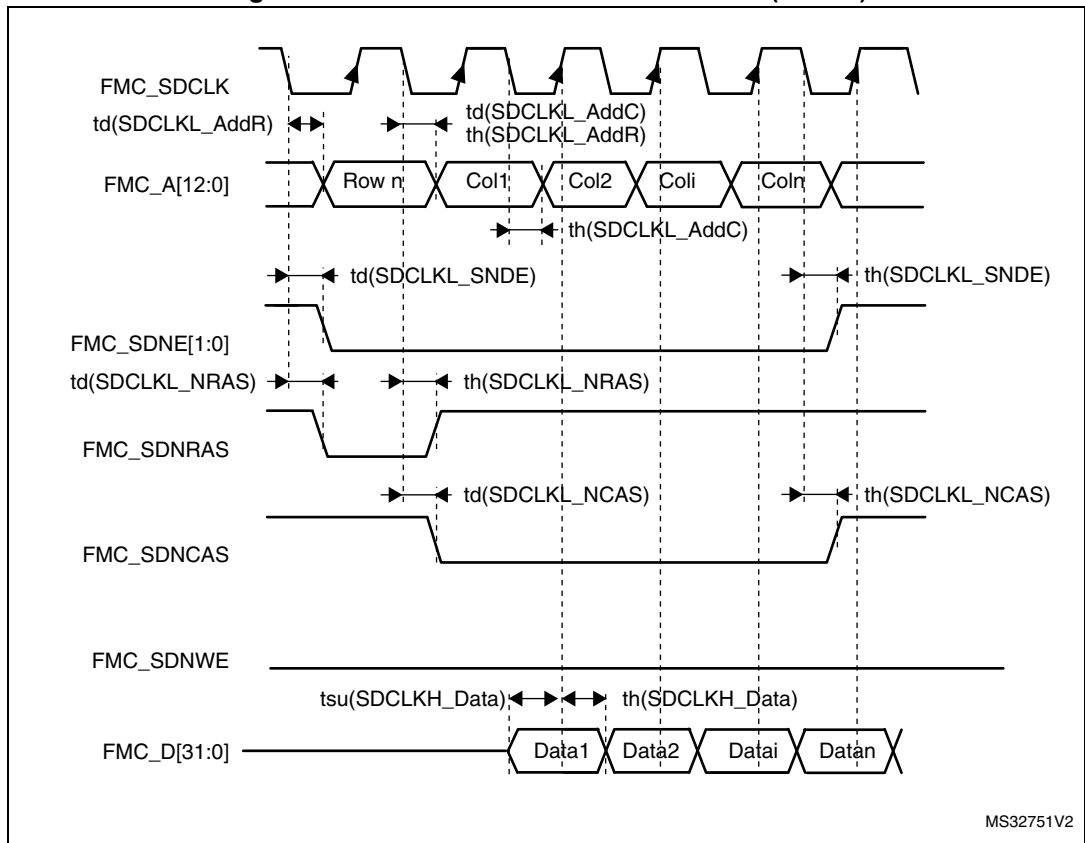 FMC_SDCLK
td(SDCLKL_AddR)
td(SDCLKL_AddC)
th(SDCLKL_AddR)
FMC_A[12:0]
Row n
Col1
Col2
Coli
Coln
th(SDCLKL_AddC)
td(SDCLKL_SNDE)
th(SDCLKL_SNDE)
FMC_SDNE[1:0]
td(SDCLKL_NRAS)
th(SDCLKL_NRAS)
FMC_SDNRAS
td(SDCLKL_NCAS)
th(SDCLKL_NCAS)
FMC_SDNCAS
FMC_SDNWE
tsu(SDCLKH_Data)
th(SDCLKH_Data)
FMC_D[31:0]
Data1
Data2
Datai
Datan
MS32751V2